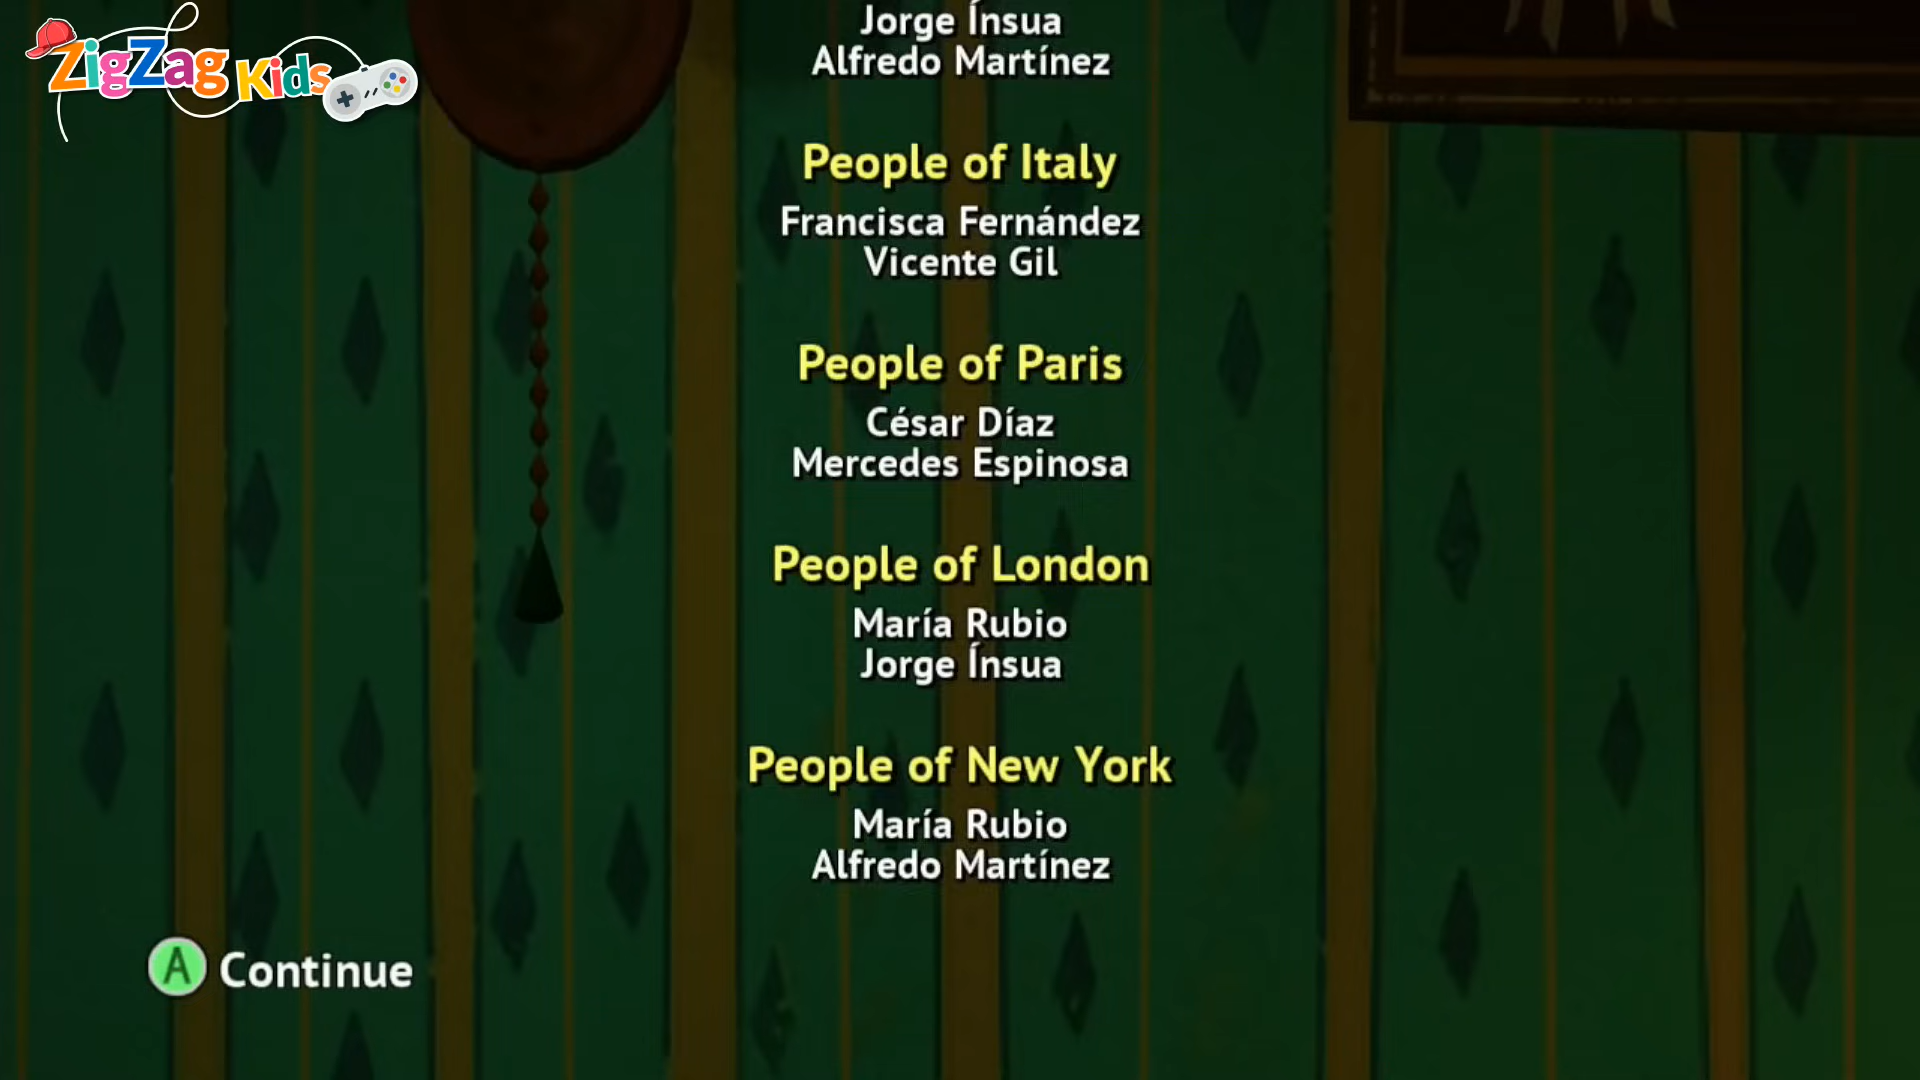 ZigZag Kids
Jorge Ínsua
Alfredo Martínez
People of Italy
Francisca Fernández
Vicente Gil
People of Paris
César Díaz
Mercedes Espinosa
People of London
María Rubio
Jorge Ínsua
People of New York
María Rubio
Alfredo Martínez
A Continue